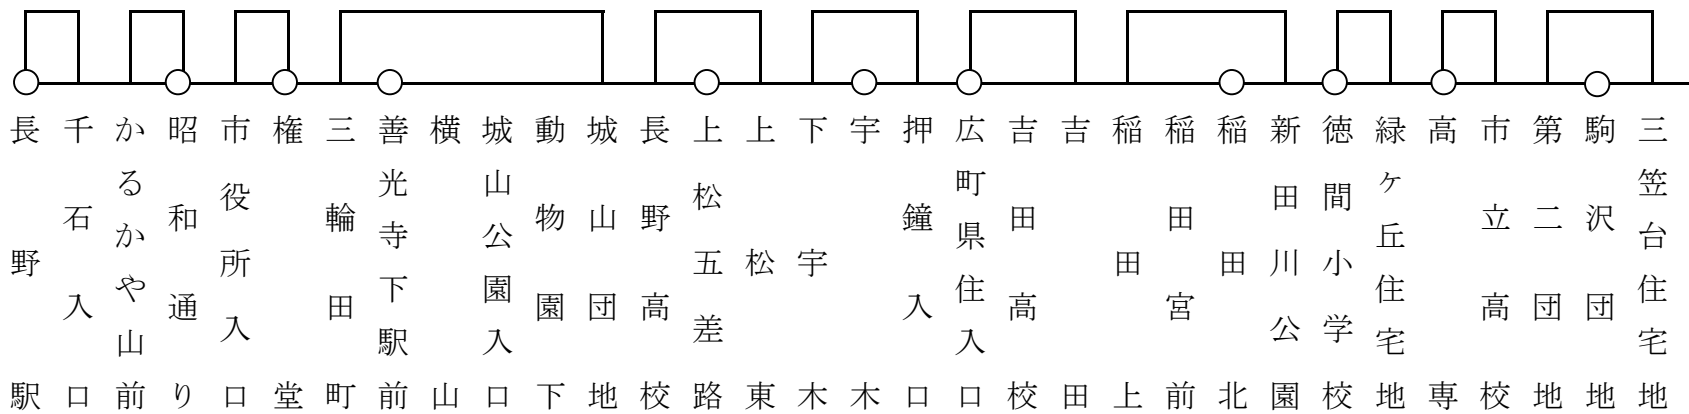 長野駅
千石入口
かるかや山前
昭和通り
市役所入口
権堂
三輪田町
善光寺下駅前
横山
城山公園入口
動物園下
城山団地
長野高校
上松五差路
上松東
下宇木
宇木
押鐘入口
広町県住入口
吉田高校
吉田
稲田上
稲田宮前
稲田北
新田川公園
徳間小学校
緑ヶ丘住宅地
高専
市立高校
第二団地
駒沢団地
三笠台住宅地